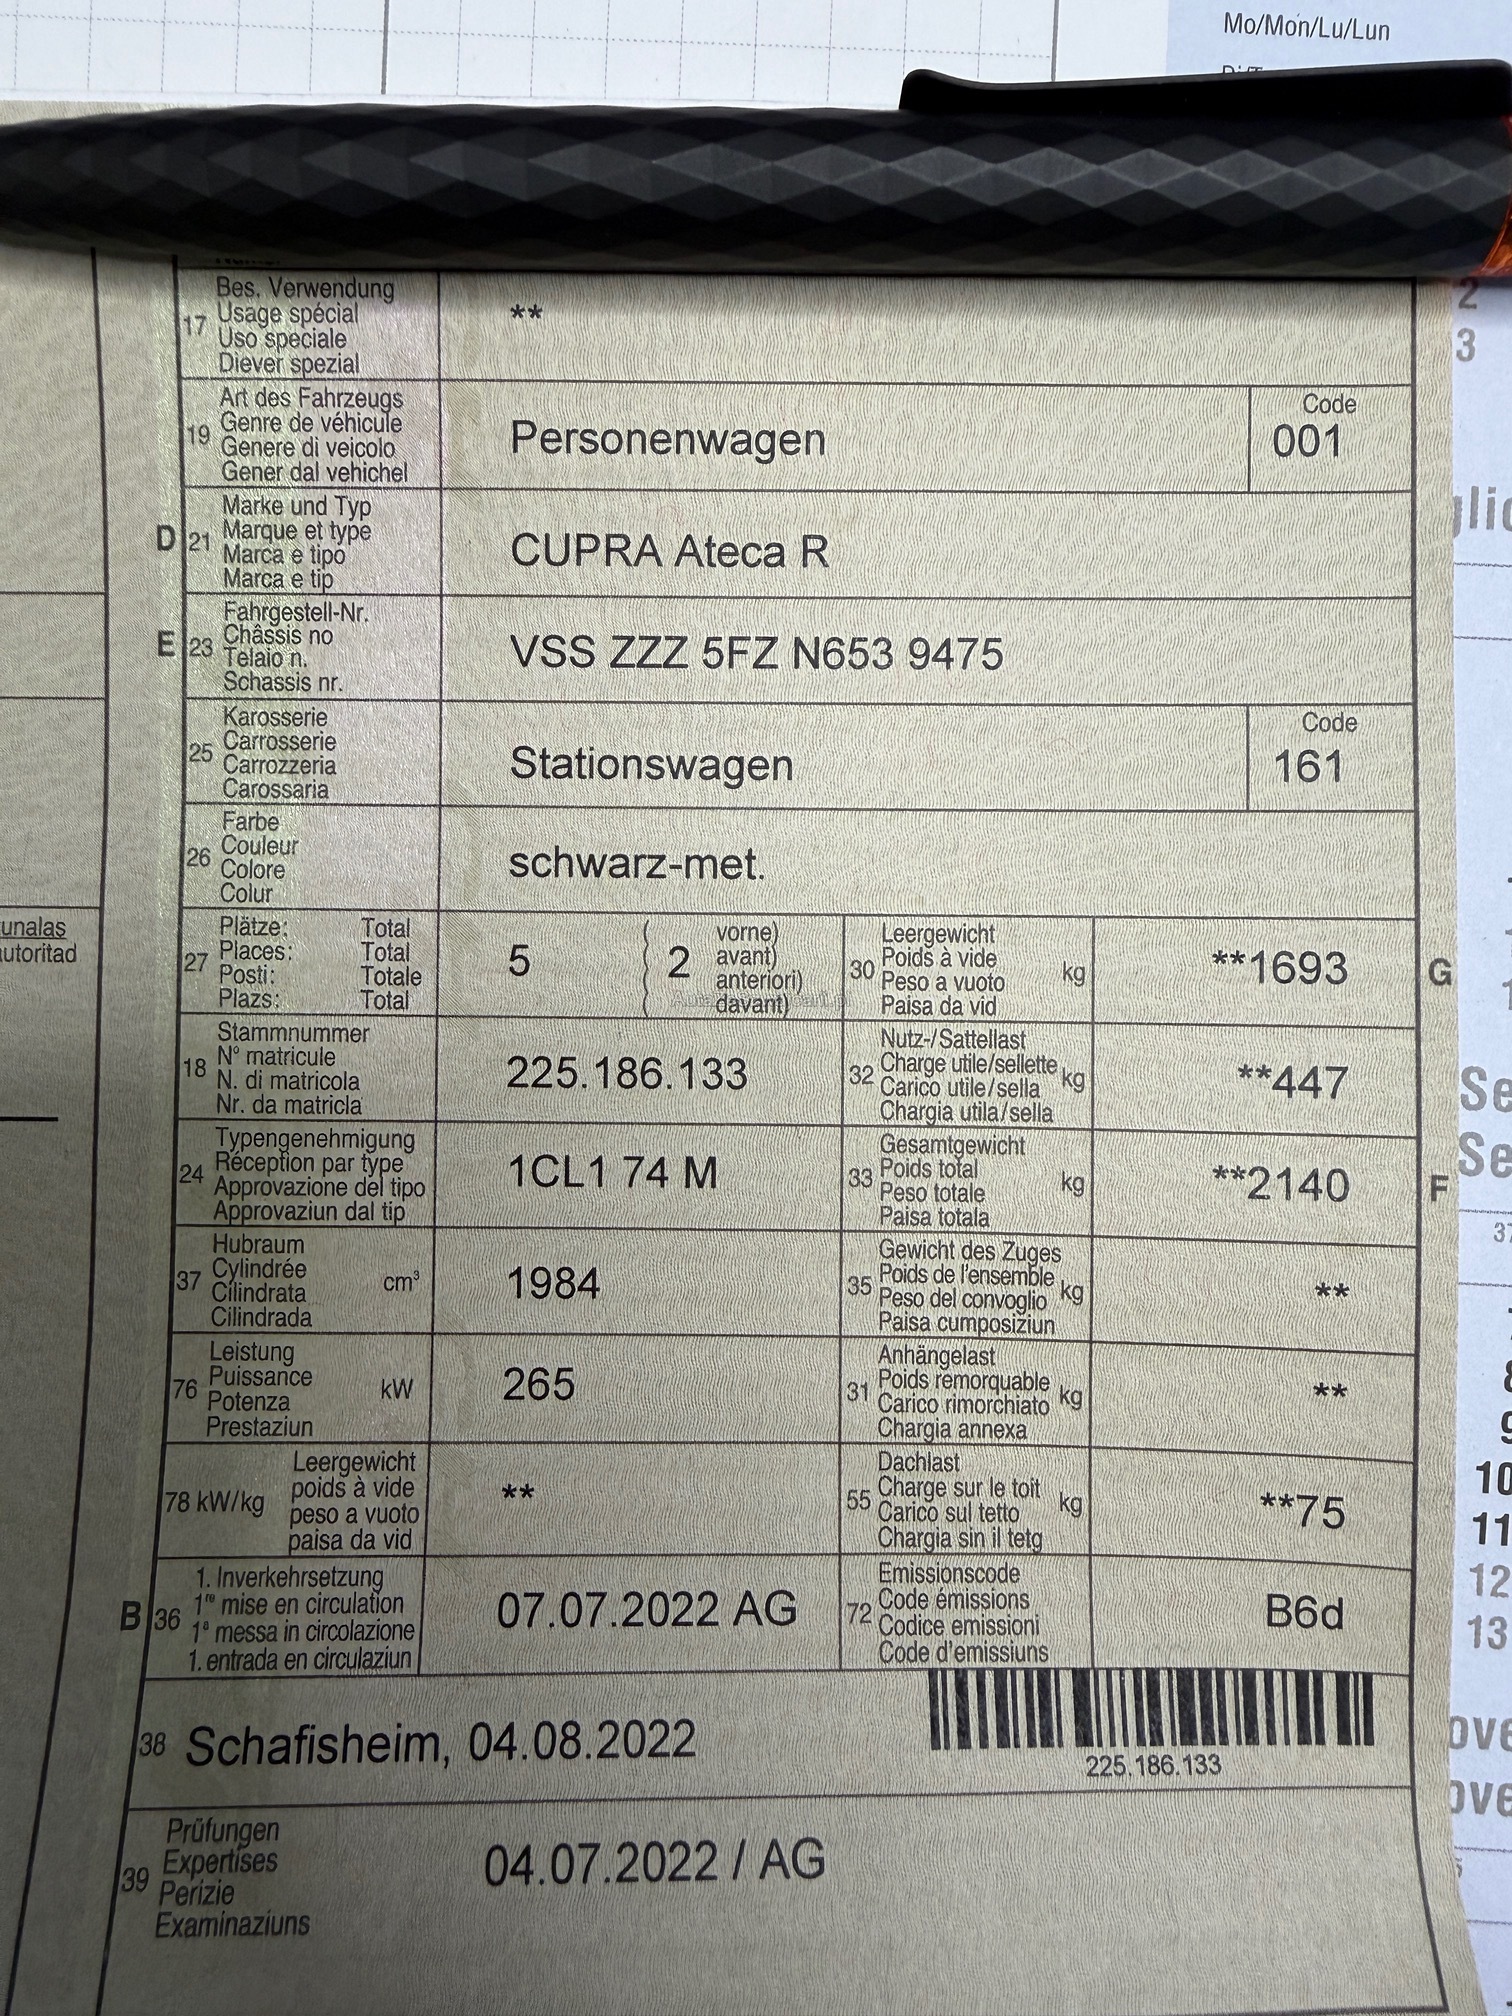 Mo/Mon/Lu/Lun
Bes. Verwendung
17 Usage spécial **
Uso speciale
Diever spezial
Art des Fahrzeugs Code
19 Genre de véhicule Personenwagen 001
Genere di veicolo
Gener dal vehichel
Marke und Typ
D 21 Marque et type CUPRA Ateca R
Marca e tipo
Marca e tip
Fahrgestell-Nr.
E 23 Châssis no VSS ZZZ 5FZ N653 9475
Telaio n.
Schassis nr.
Karosserie Code
25 Carrosserie Stationswagen 161
Carrozzeria
Carossaria
Farbe
26 Couleur schwarz-met.
Colore
Colur
unalas
autoritad
Plätze: Total vorne) Leergewicht
27 Places: Total 5 ( 2 avant) 30 Poids à vide kg **1693 G
Posti: Totale anteriori) Peso a vuoto
Plazs: Total davant) Paisa da vid
Stammnummer Nutz-/Sattellast
18 N° matricule 225.186.133 32 Charge utile/sellette kg **447
N. di matricola Carico utile/sella
Nr. da matricla Chargia utila/sella
Typengenehmigung Gesamtgewicht
24 Réception par type 1CL1 74 M 33 Poids total kg **2140 F
Approvazione del tipo Peso totale
Approvaziun dal tip Paisa totala
Hubraum Gewicht des Zuges
37 Cylindrée cm³ 1984 35 Poids de l'ensemble kg **
Cilindrata Peso del convoglio
Cilindrada Paisa cumposiziun
Leistung Anhängelast
76 Puissance kW 265 31 Poids remorquable kg **
Potenza Carico rimorchiato
Prestaziun Chargia annexa
Leergewicht Dachlast
78 kW/kg poids à vide ** 55 Charge sur le toit kg **75
peso a vuoto Carico sul tetto
paisa da vid Chargia sin il tetg
1. Inverkehrsetzung Emissionscode
B 36 1re mise en circulation 07.07.2022 AG 72 Code émissions B6d
1a messa in circolazione Codice emissioni
1. entrada en circulaziun Code d'emissiuns
38 Schafisheim, 04.08.2022
225.186.133
Prüfungen
39 Expertises 04.07.2022 / AG
Perizie
Examinaziuns
2
3
Se
Se
10
11
12
13
ove
ove